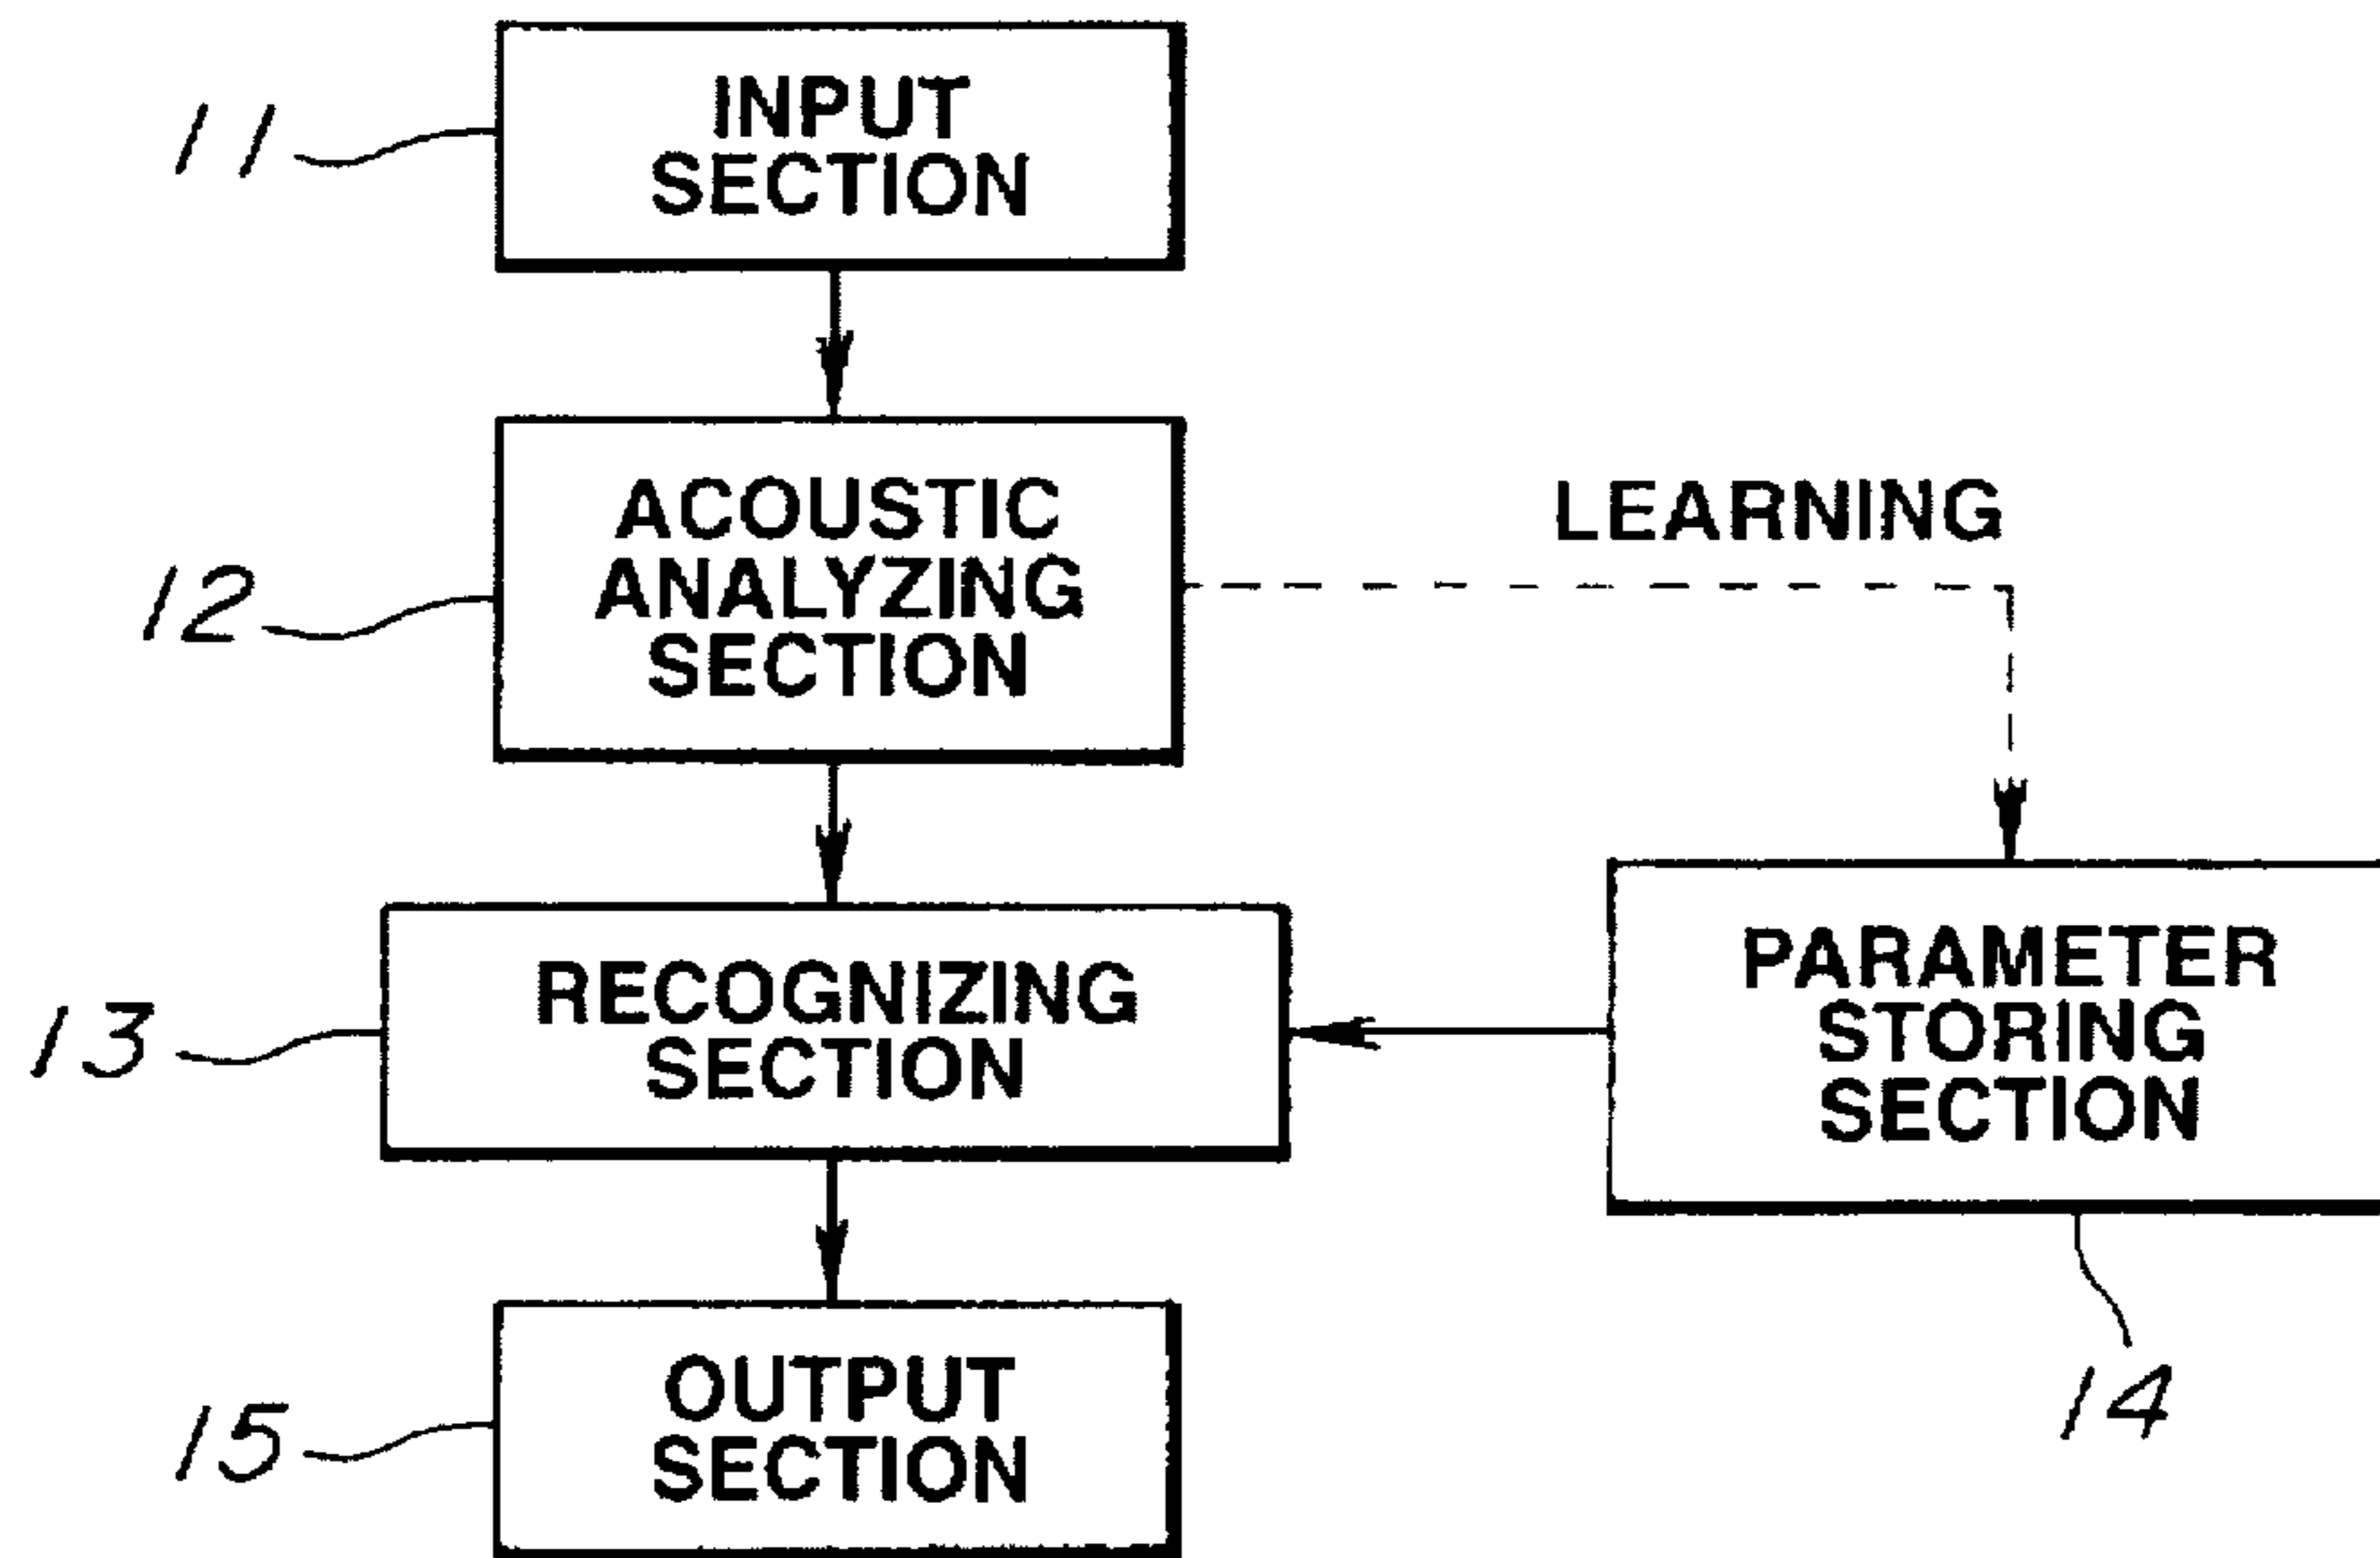 11
INPUT
SECTION
12
ACOUSTIC
ANALYZING
SECTION
LEARNING
13
RECOGNIZING
SECTION
PARAMETER
STORING
SECTION
14
15
OUTPUT
SECTION